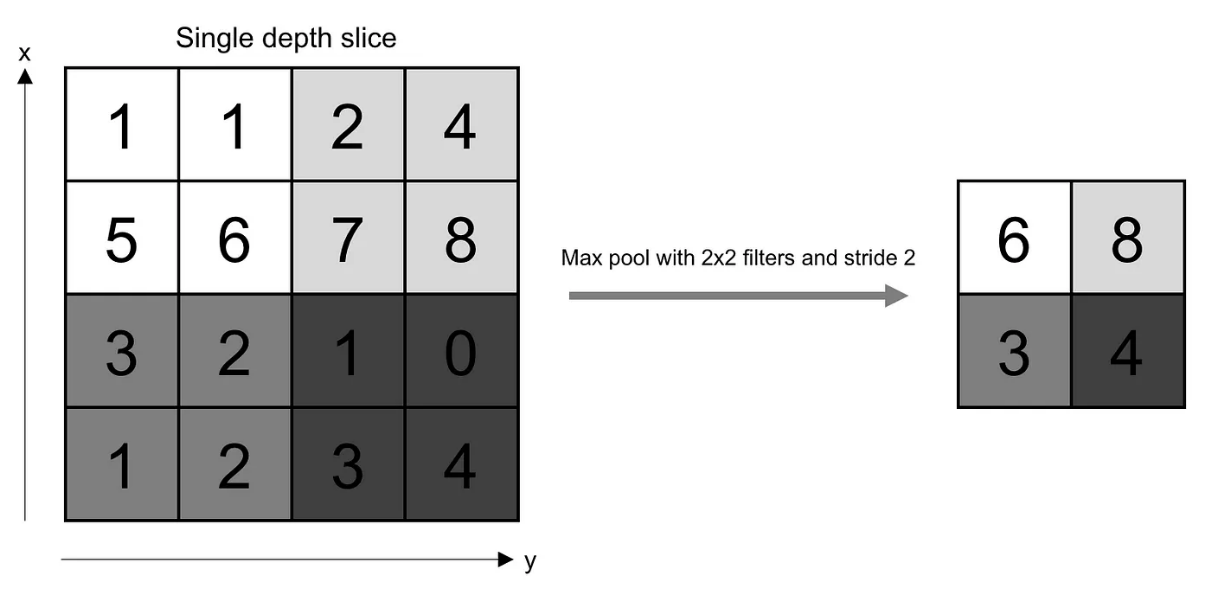 Single depth slice
x
1 1 2 4
5 6 7 8
3 2 1 0
1 2 3 4
y
Max pool with 2x2 filters and stride 2
6 8
3 4